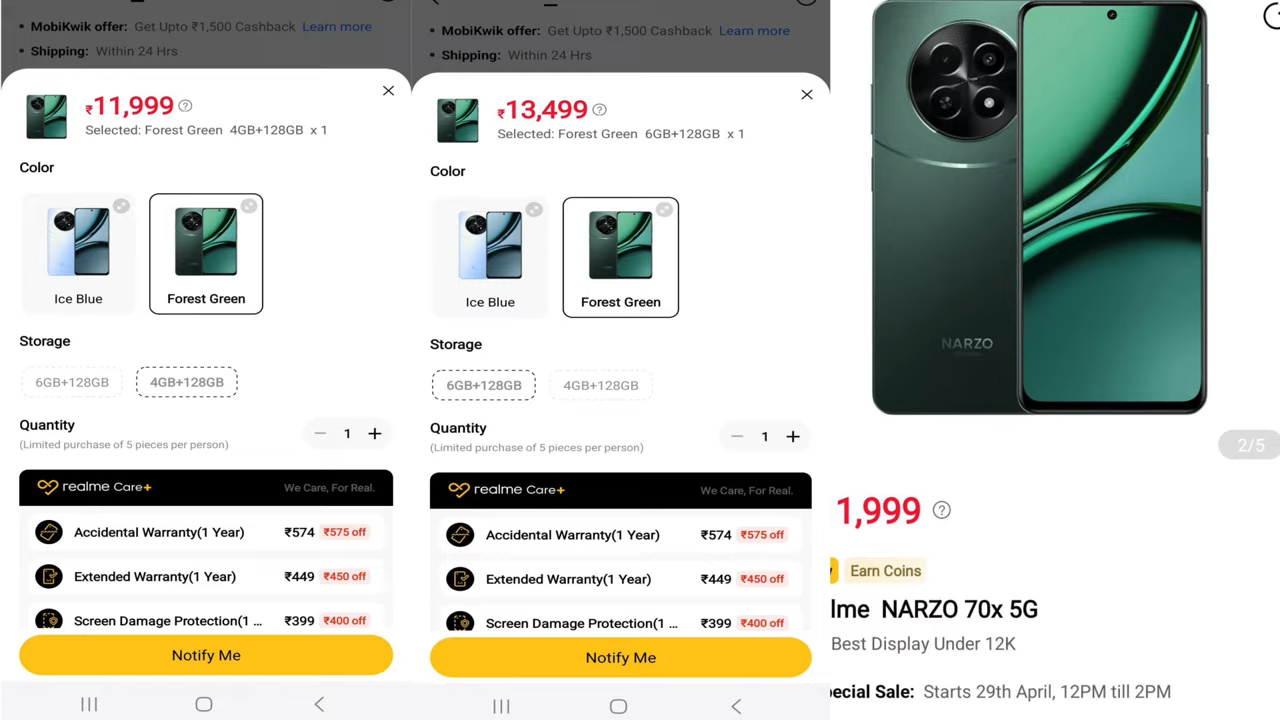 MobiKwik offer: Get Upto ₹1,500 Cashback Learn more
Shipping: Within 24 Hrs
₹11,999
Selected: Forest Green 4GB+128GB x 1
Color
Ice Blue
Forest Green
Storage
6GB+128GB
4GB+128GB
Quantity
(Limited purchase of 5 pieces per person)
1
realme Care+
We Care, For Real.
Accidental Warranty(1 Year) ₹574 ₹575 off
Extended Warranty(1 Year) ₹449 ₹450 off
Screen Damage Protection(1 ... ₹399 ₹400 off
Notify Me
MobiKwik offer: Get Upto ₹1,500 Cashback Learn more
Shipping: Within 24 Hrs
₹13,499
Selected: Forest Green 6GB+128GB x 1
Color
Ice Blue
Forest Green
Storage
6GB+128GB
4GB+128GB
Quantity
(Limited purchase of 5 pieces per person)
1
realme Care+
We Care, For Real.
Accidental Warranty(1 Year) ₹574 ₹575 off
Extended Warranty(1 Year) ₹449 ₹450 off
Screen Damage Protection(1 ... ₹399 ₹400 off
Notify Me
NARZO
2/5
1,999
Earn Coins
lme NARZO 70x 5G
Best Display Under 12K
pecial Sale: Starts 29th April, 12PM till 2PM